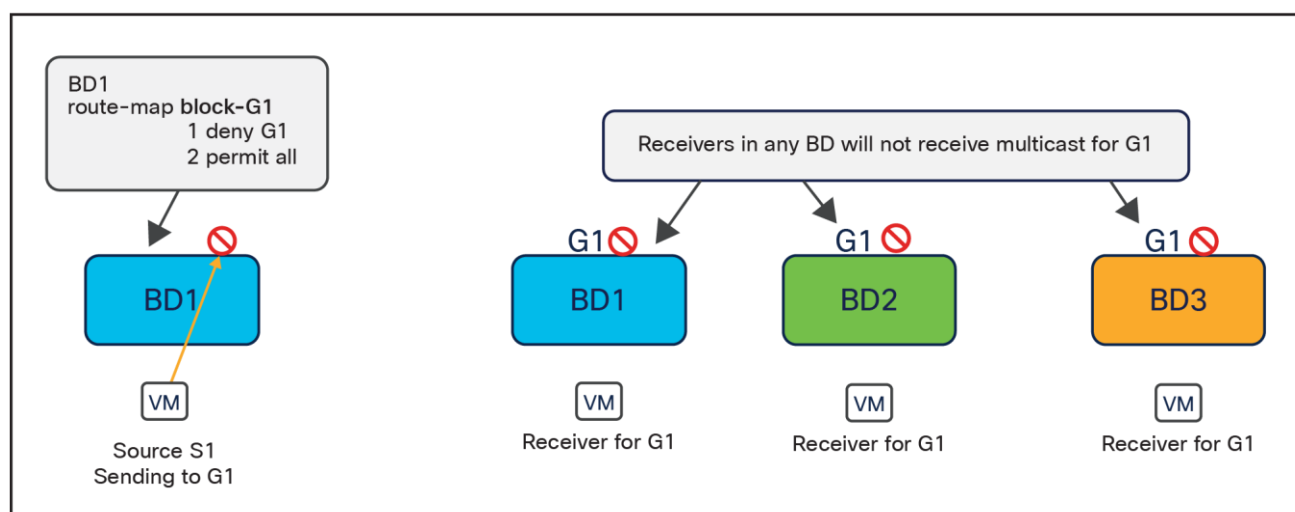 BD1
route-map block-G1
1 deny G1
2 permit all
Receivers in any BD will not receive multicast for G1
BD1
VM
Source S1
Sending to G1
G1
BD1
VM
Receiver for G1
G1
BD2
VM
Receiver for G1
G1
BD3
VM
Receiver for G1